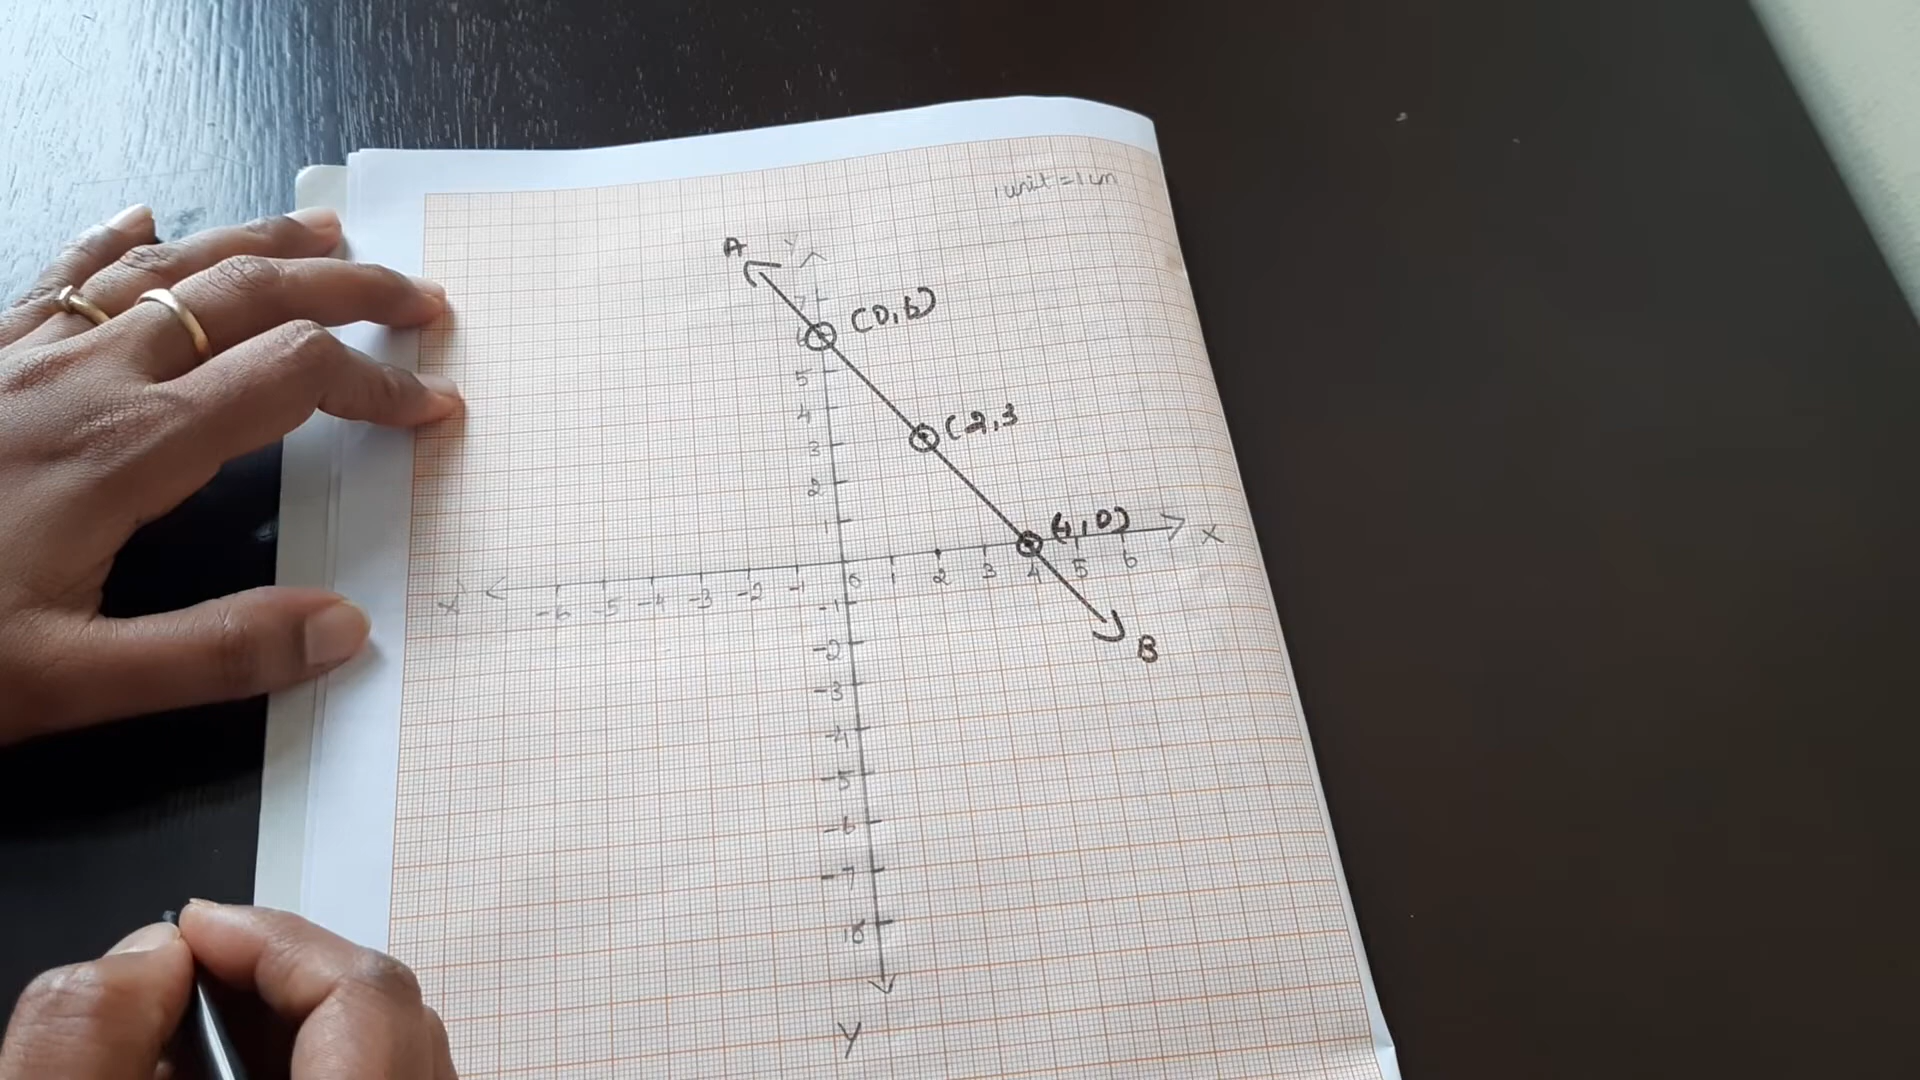 1 unit = 1 cm
A
Y
7
(0,6)
6
5
4
(2,3
3
2
1
(4,0)
X
X'
-6 -5 -4 -3 -2 -1 0 1 2 3 4 5 6
-1
-2
B
-3
-4
-5
-6
-7
Y